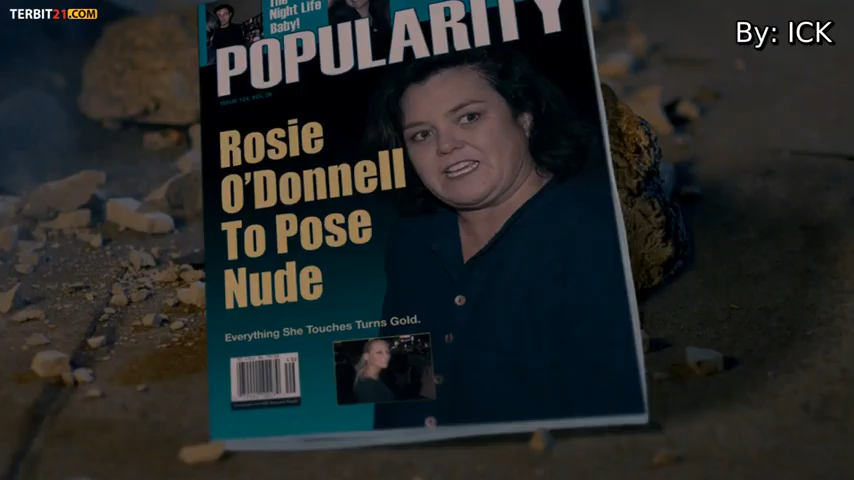 TERBIT21.COM
By: ICK
The
Night Life
Baby!
POPULARITY
Rosie
O'Donnell
To Pose
Nude
Everything She Touches Turns Gold.